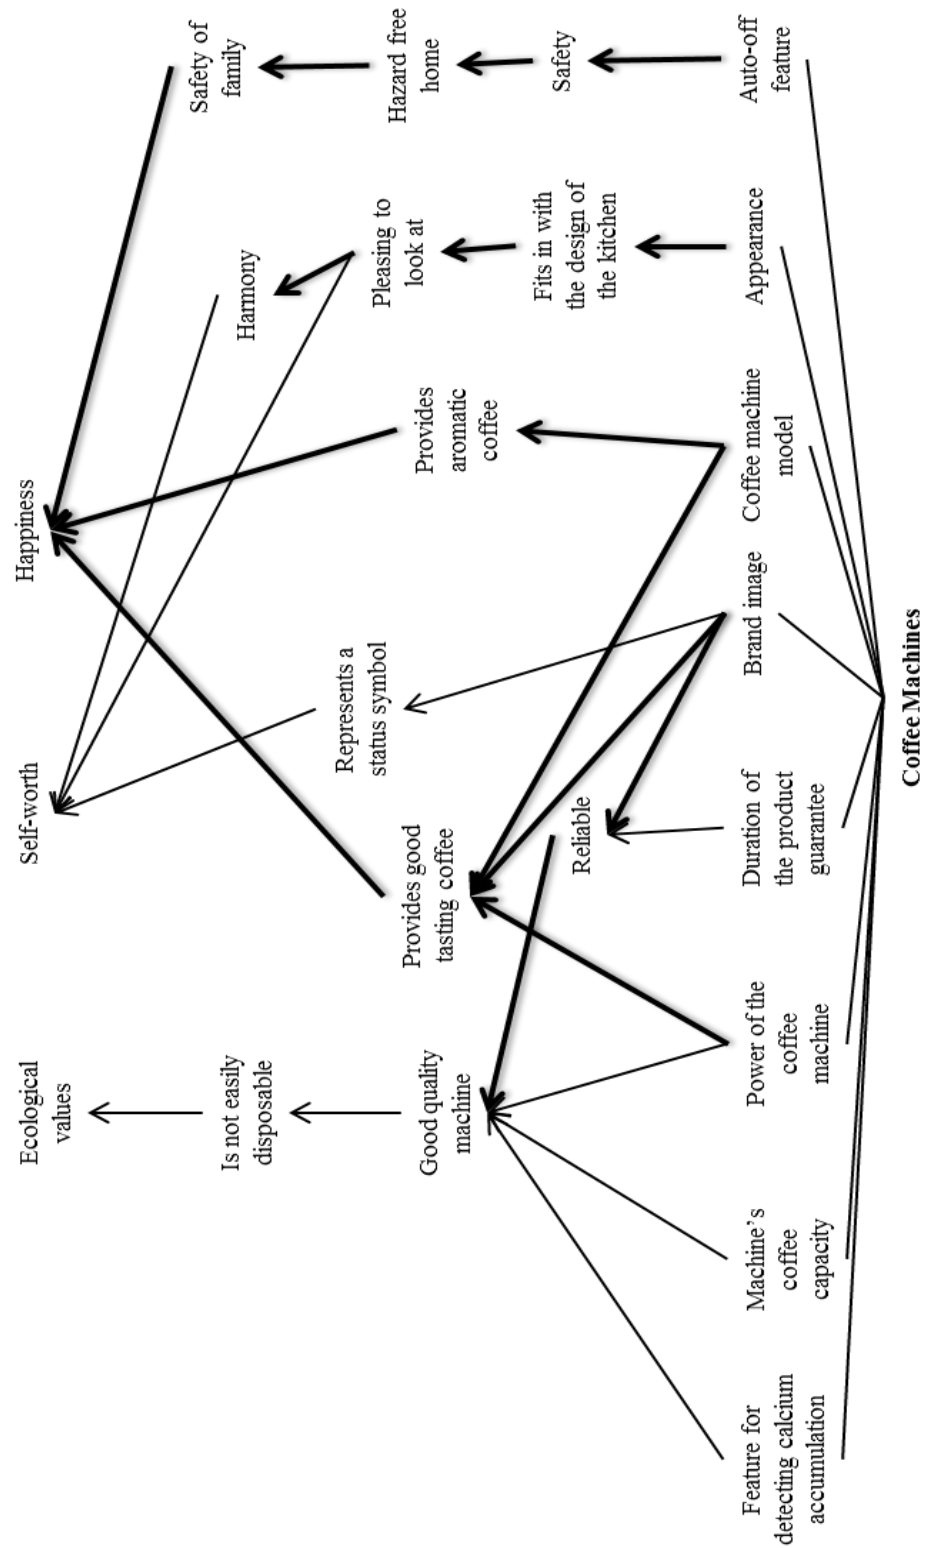 Ecological
values
Self-worth
Happiness
Is not easily
disposable
Harmony
Safety of
family
Good quality
machine
Provides good
tasting coffee
Represents a
status symbol
Provides
aromatic
coffee
Pleasing to
look at
Hazard free
home
Reliable
Fits in with
the design of
the kitchen
Safety
Feature for
detecting calcium
accumulation
Machine’s
coffee
capacity
Power of the
coffee
machine
Duration of
the product
guarantee
Brand image
Coffee machine
model
Appearance
Auto-off
feature
Coffee Machines